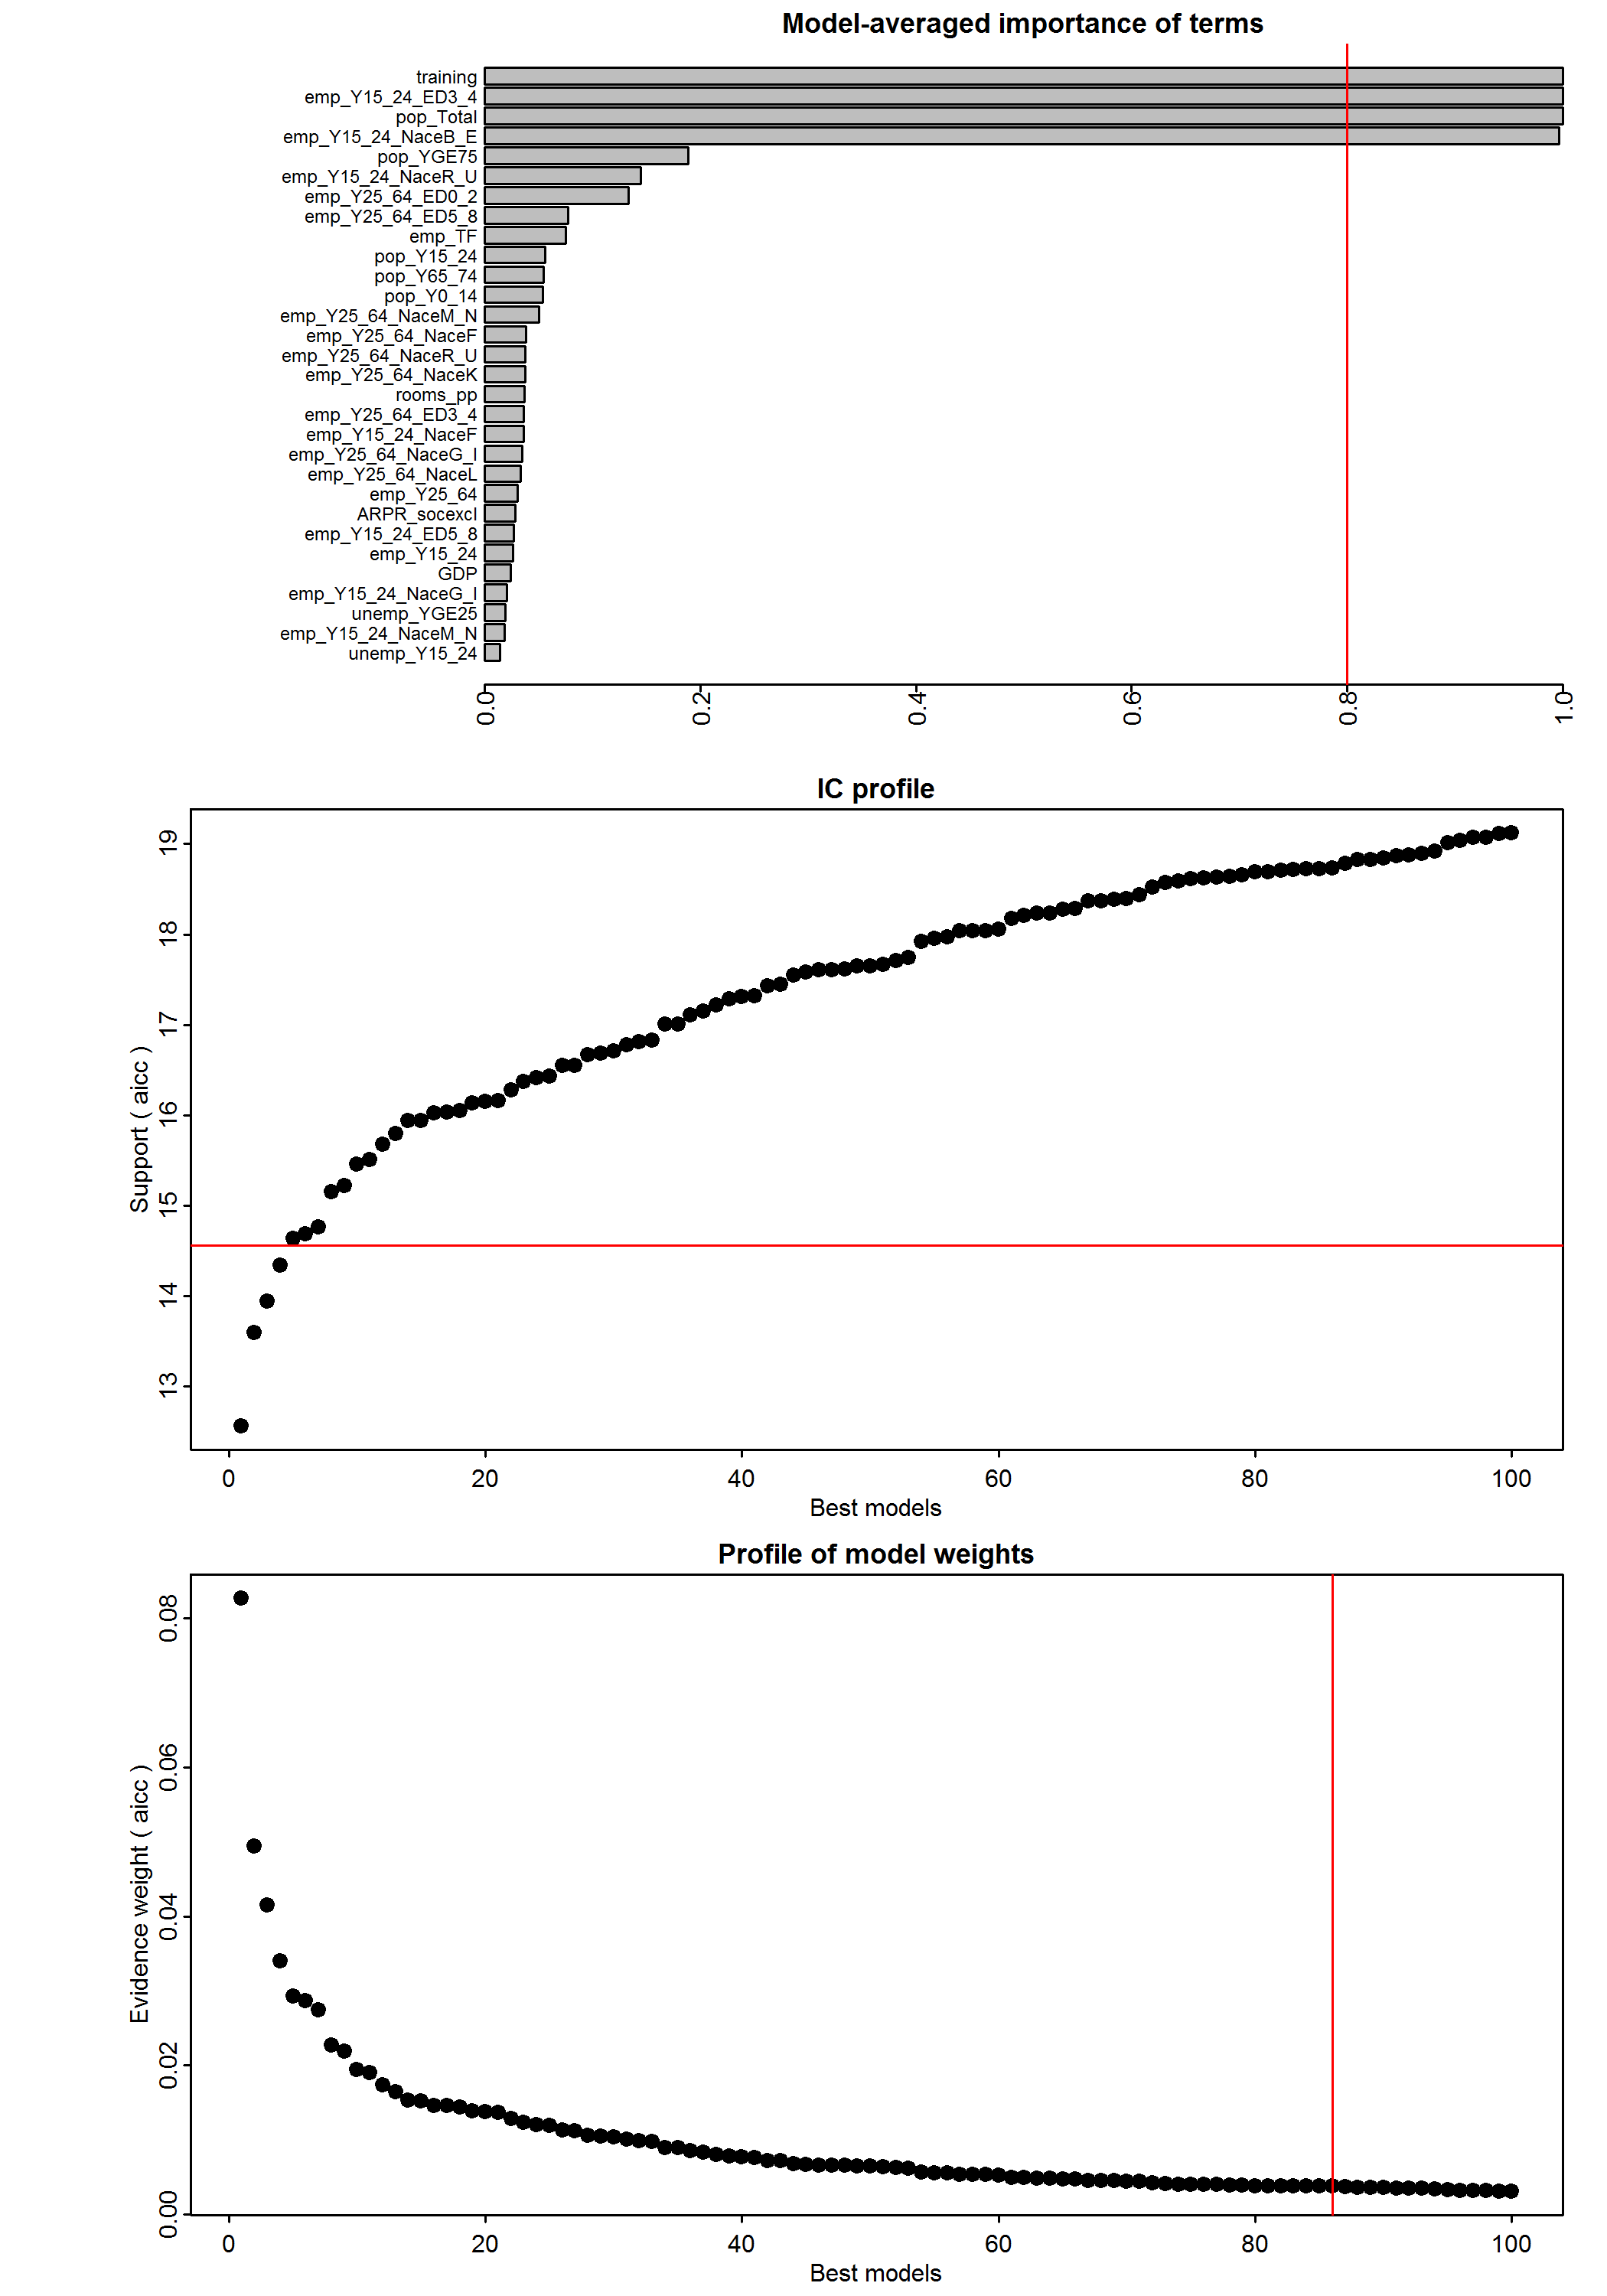 Model-averaged importance of terms
training
emp_Y15_24_ED3_4
pop_Total
emp_Y15_24_NaceB_E
pop_YGE75
emp_Y15_24_NaceR_U
emp_Y25_64_ED0_2
emp_Y25_64_ED5_8
emp_TF
pop_Y15_24
pop_Y65_74
pop_Y0_14
emp_Y25_64_NaceM_N
emp_Y25_64_NaceF
emp_Y25_64_NaceR_U
emp_Y25_64_NaceK
rooms_pp
emp_Y25_64_ED3_4
emp_Y15_24_NaceF
emp_Y25_64_NaceG_I
emp_Y25_64_NaceL
emp_Y25_64
ARPR_socexcl
emp_Y15_24_ED5_8
emp_Y15_24
GDP
emp_Y15_24_NaceG_I
unemp_YGE25
emp_Y15_24_NaceM_N
unemp_Y15_24
0.0 0.2 0.4 0.6 0.8 1.0
IC profile
Support ( aicc )
19
18
17
16
15
14
13
0 20 40 60 80 100
Best models
Profile of model weights
Evidence weight ( aicc )
0.08
0.06
0.04
0.02
0.00
0 20 40 60 80 100
Best models